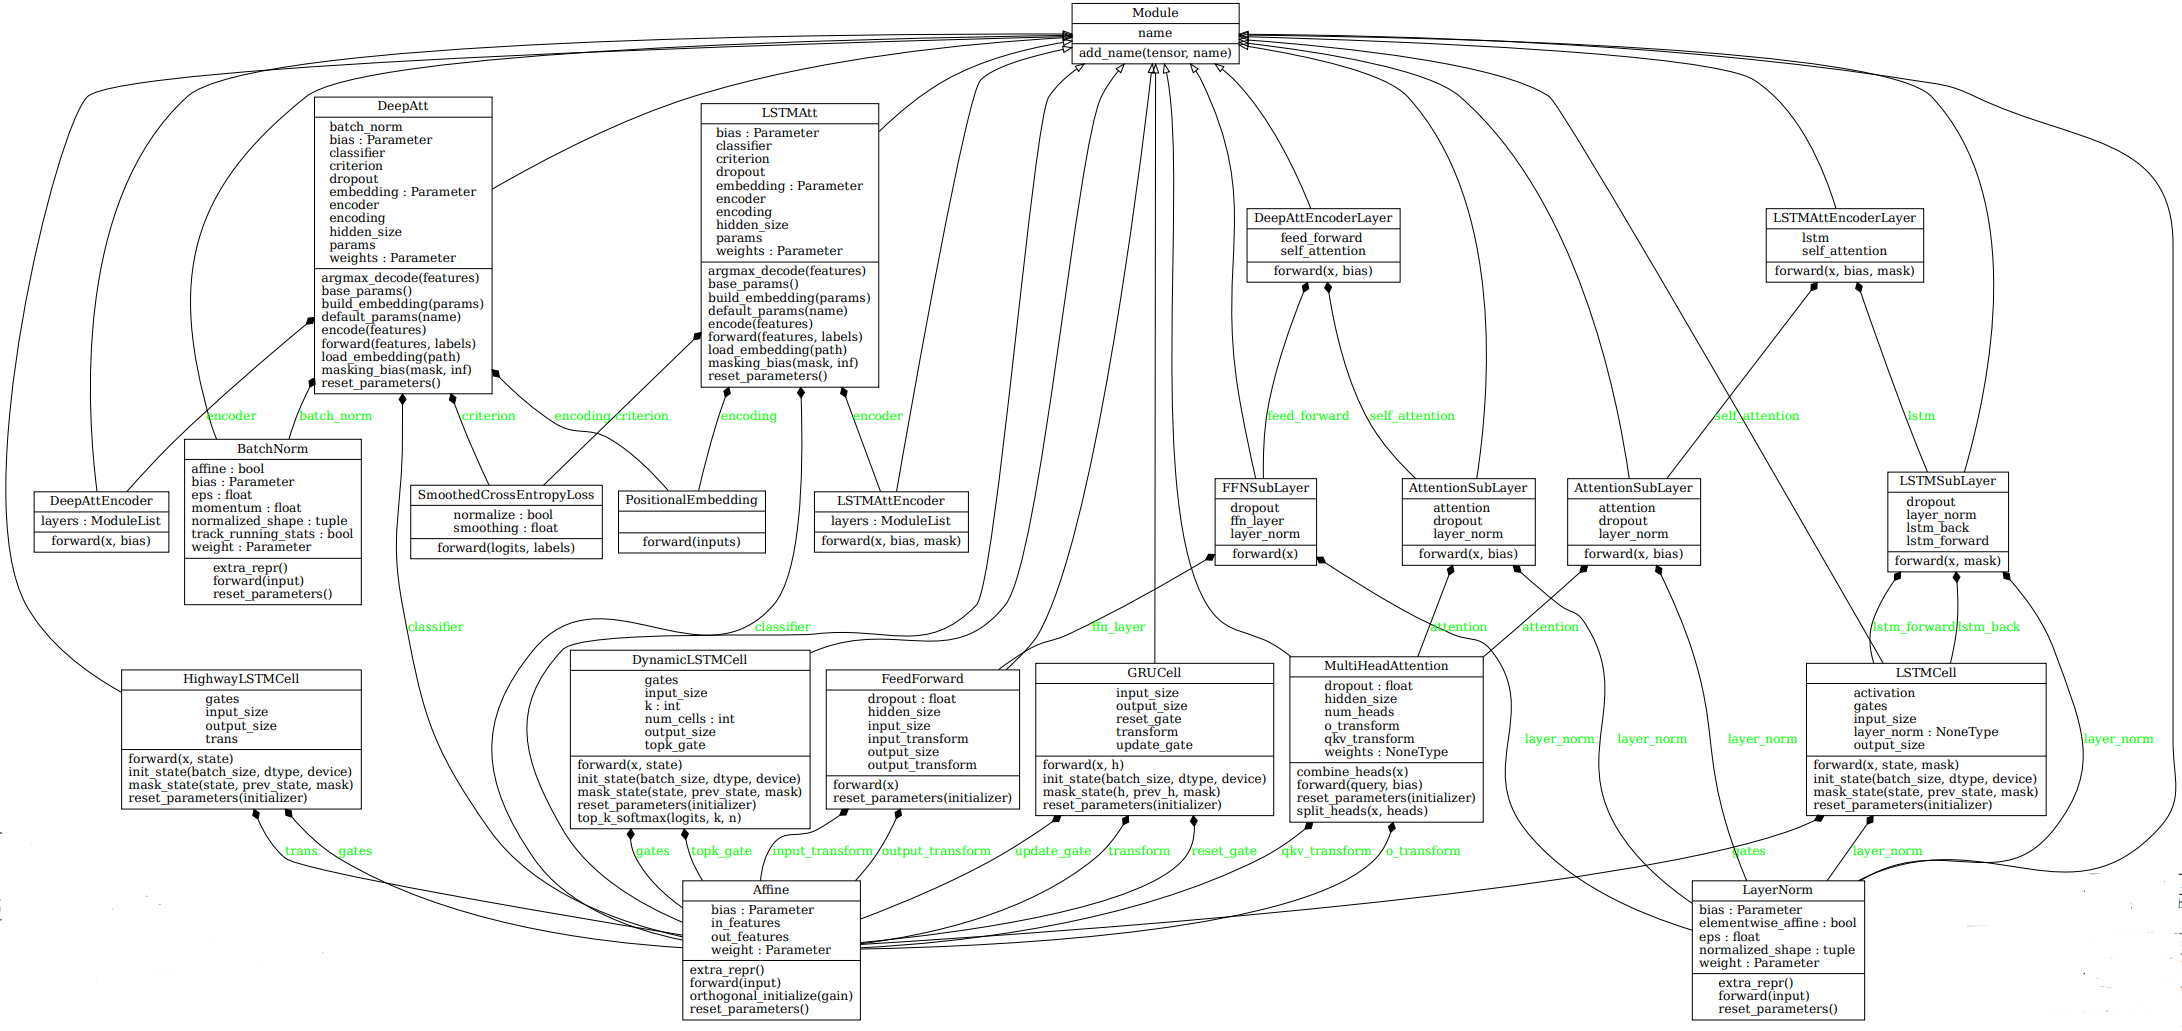 Module
name
add_name(tensor, name)
DeepAtt
batch_norm
bias : Parameter
classifier
criterion
dropout
embedding : Parameter
encoder
encoding
hidden_size
params
weights : Parameter
argmax_decode(features)
base_params()
build_embedding(params)
default_params(name)
encode(features)
forward(features, labels)
load_embedding(path)
masking_bias(mask, inf)
reset_parameters()
LSTMAtt
bias : Parameter
classifier
criterion
dropout
embedding : Parameter
encoder
encoding
hidden_size
params
weights : Parameter
argmax_decode(features)
base_params()
build_embedding(params)
default_params(name)
encode(features)
forward(features, labels)
load_embedding(path)
masking_bias(mask, inf)
reset_parameters()
DeepAttEncoderLayer
feed_forward
self_attention
forward(x, bias)
LSTMAttEncoderLayer
lstm
self_attention
forward(x, bias, mask)
encoder
batch_norm
criterion
encoding
criterion
encoding
encoder
feed_forward
self_attention
self_attention
lstm
DeepAttEncoder
layers : ModuleList
forward(x, bias)
BatchNorm
affine : bool
bias : Parameter
eps : float
momentum : float
normalized_shape : tuple
track_running_stats : bool
weight : Parameter
extra_repr()
forward(input)
reset_parameters()
SmoothedCrossEntropyLoss
normalize : bool
smoothing : float
forward(logits, labels)
PositionalEmbedding
forward(inputs)
LSTMAttEncoder
layers : ModuleList
forward(x, bias, mask)
FFNSubLayer
dropout
ffn_layer
layer_norm
forward(x)
AttentionSubLayer
attention
dropout
layer_norm
forward(x, bias)
AttentionSubLayer
attention
dropout
layer_norm
forward(x, bias)
LSTMSubLayer
dropout
layer_norm
lstm_back
lstm_forward
forward(x, mask)
classifier
classifier
ffn_layer
attention
attention
lstm_forward
lstm_back
HighwayLSTMCell
gates
input_size
output_size
trans
forward(x, state)
init_state(batch_size, dtype, device)
mask_state(state, prev_state, mask)
reset_parameters(initializer)
DynamicLSTMCell
gates
input_size
k : int
num_cells : int
output_size
topk_gate
forward(x, state)
init_state(batch_size, dtype, device)
mask_state(state, prev_state, mask)
reset_parameters(initializer)
top_k_softmax(logits, k, n)
FeedForward
dropout : float
hidden_size
input_size
input_transform
output_size
output_transform
forward(x)
reset_parameters(initializer)
GRUCell
input_size
output_size
reset_gate
transform
update_gate
forward(x, h)
init_state(batch_size, dtype, device)
mask_state(h, prev_h, mask)
reset_parameters(initializer)
MultiHeadAttention
dropout : float
hidden_size
num_heads
o_transform
qkv_transform
weights : NoneType
combine_heads(x)
forward(query, bias)
reset_parameters(initializer)
split_heads(x, heads)
layer_norm
layer_norm
layer_norm
LSTMCell
activation
gates
input_size
layer_norm : NoneType
output_size
forward(x, state, mask)
init_state(batch_size, dtype, device)
mask_state(state, prev_state, mask)
reset_parameters(initializer)
layer_norm
trans
gates
gates
topk_gate
input_transform
output_transform
update_gate
transform
reset_gate
qkv_transform
o_transform
gates
layer_norm
Affine
bias : Parameter
in_features
out_features
weight : Parameter
extra_repr()
forward(input)
orthogonal_initialize(gain)
reset_parameters()
LayerNorm
bias : Parameter
elementwise_affine : bool
eps : float
normalized_shape : tuple
weight : Parameter
extra_repr()
forward(input)
reset_parameters()